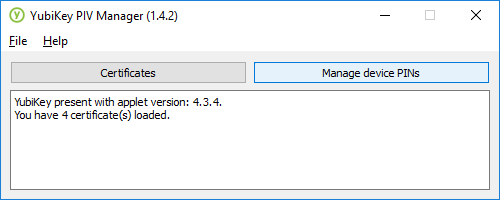 YubiKey PIV Manager (1.4.2)
File Help
Certificates Manage device PINs
YubiKey present with applet version: 4.3.4.
You have 4 certificate(s) loaded.